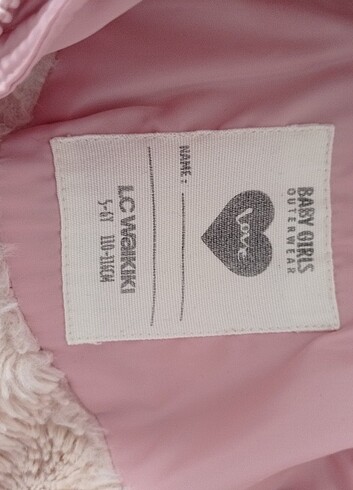 BABY GIRLS
OUTERWEAR
Love
NAME:
LC WAIKIKI
5-6Y 110-116CM